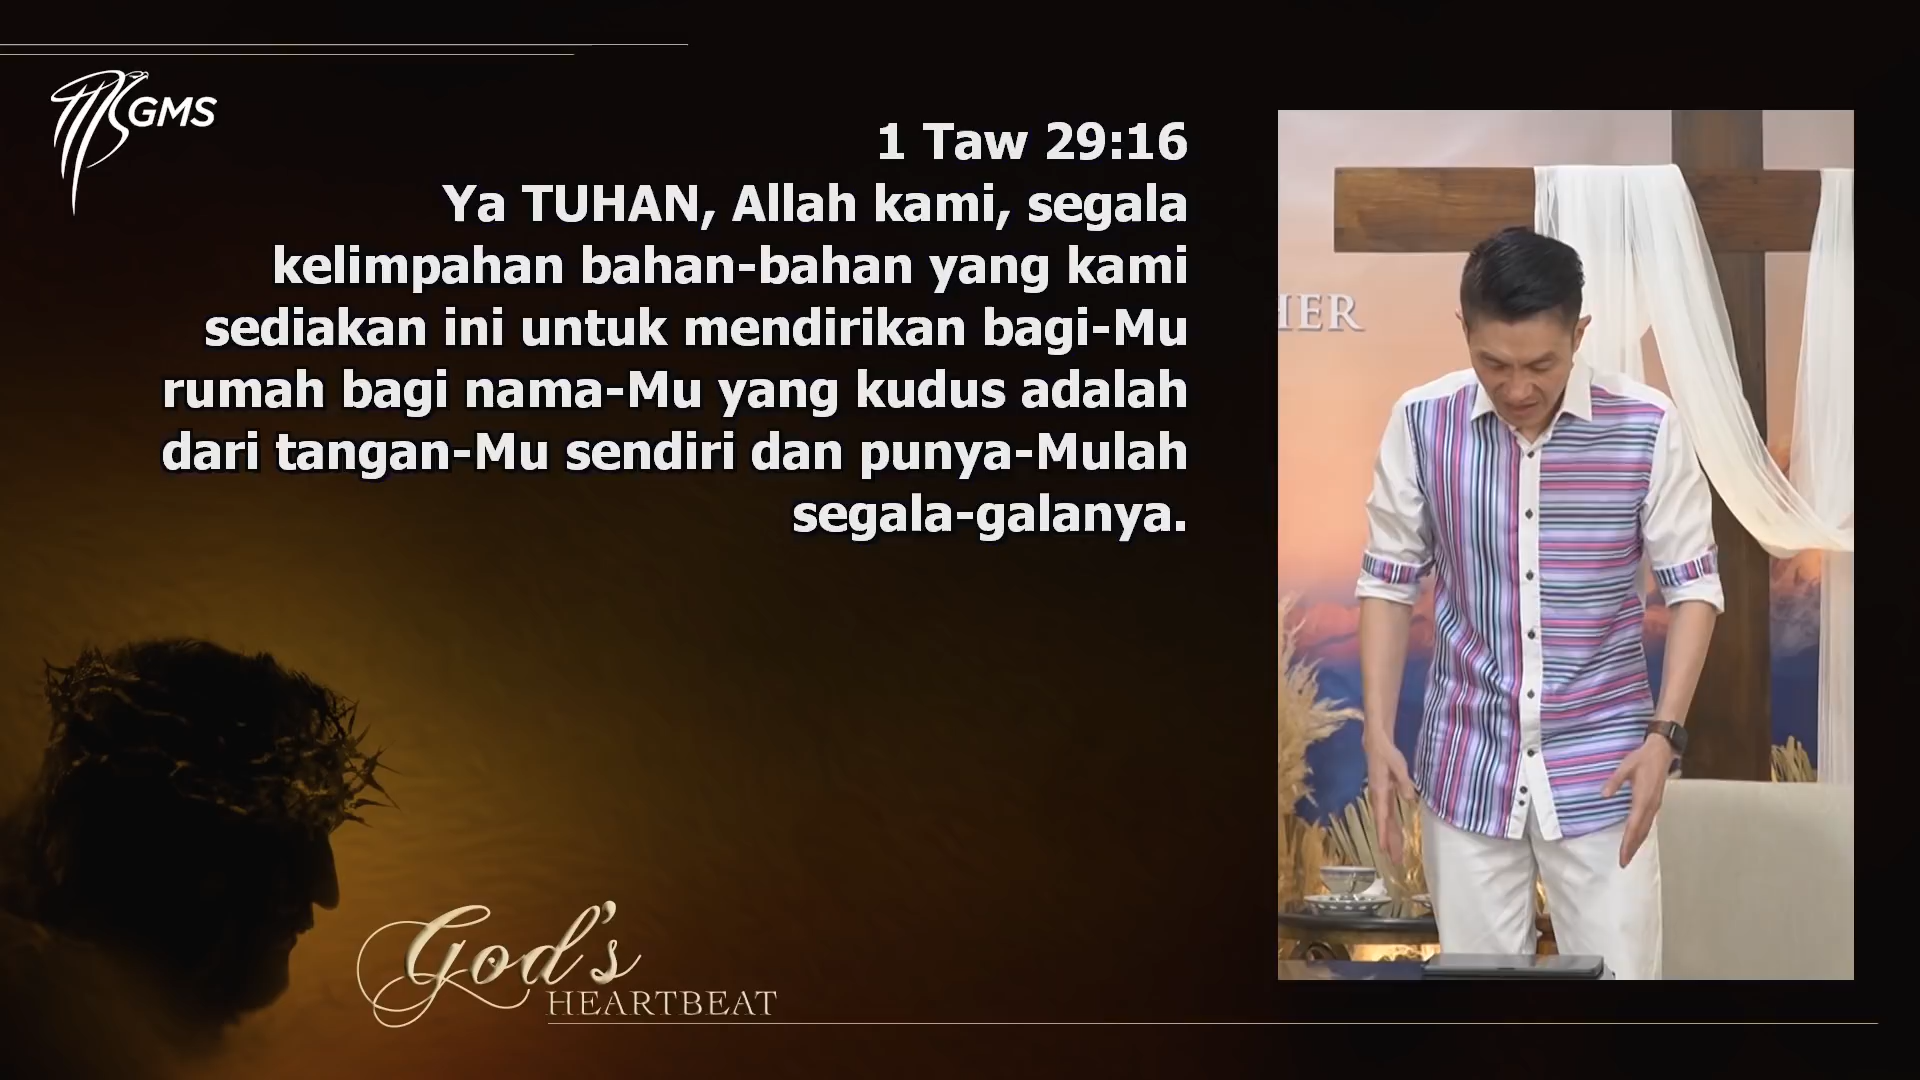 GMS
1 Taw 29:16
Ya TUHAN, Allah kami, segala
kelimpahan bahan-bahan yang kami
sediakan ini untuk mendirikan bagi-Mu
rumah bagi nama-Mu yang kudus adalah
dari tangan-Mu sendiri dan punya-Mulah
segala-galanya.
HER
God's
HEARTBEAT